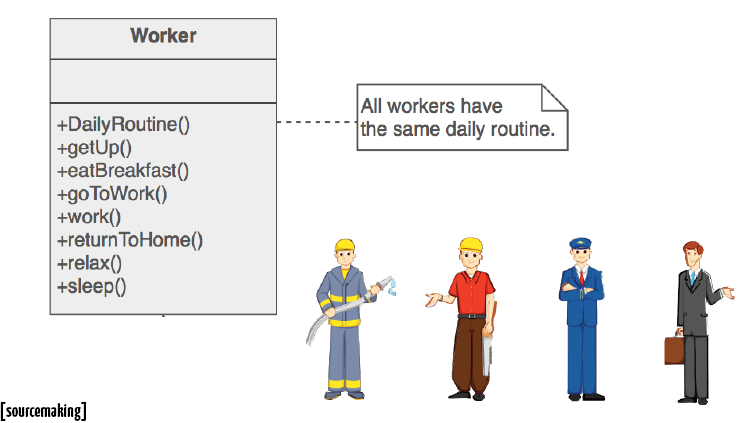 Worker
+DailyRoutine()
+getUp()
+eatBreakfast()
+goToWork()
+work()
+returnToHome()
+relax()
+sleep()
All workers have
the same daily routine.
[sourcemaking]